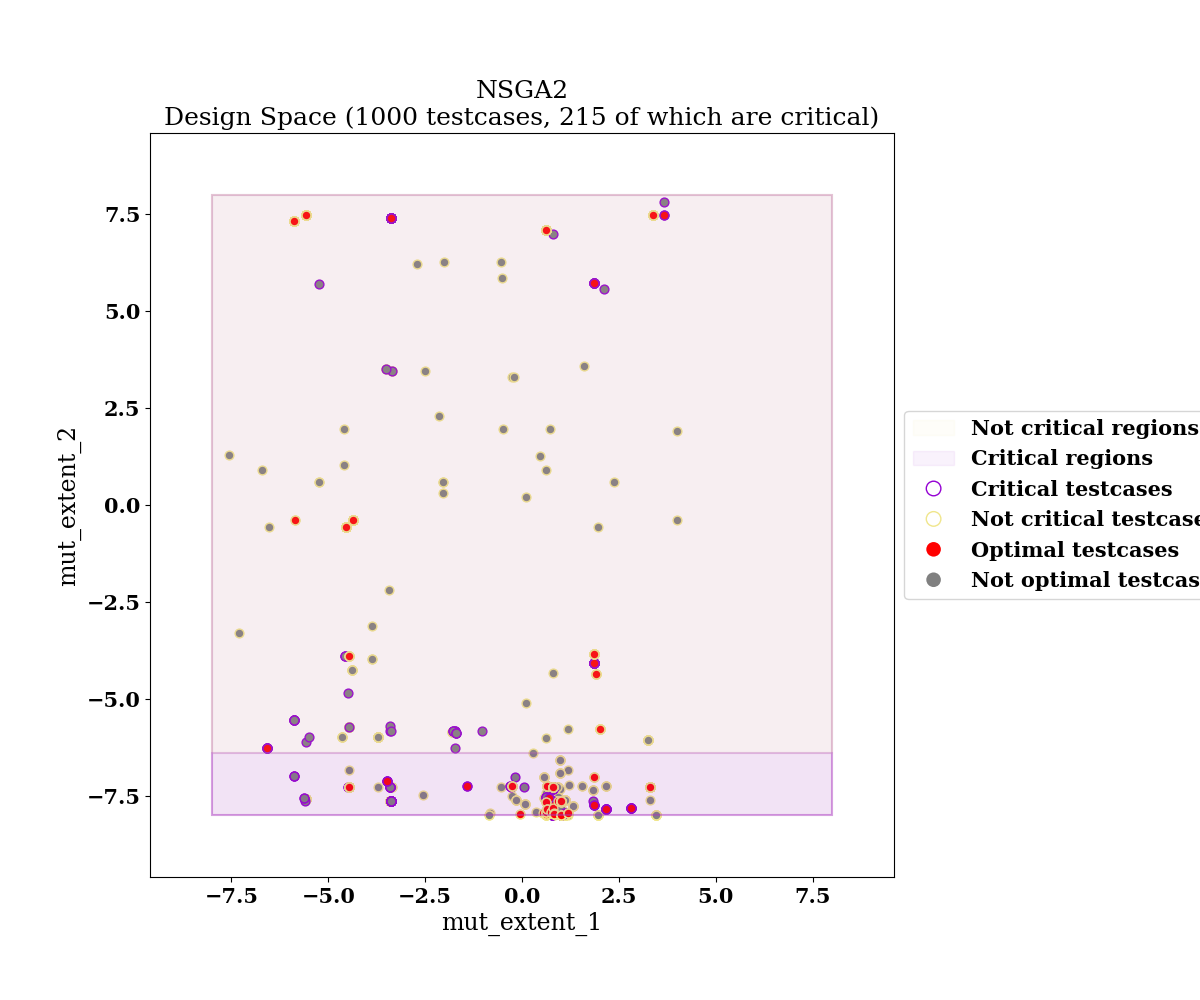 NSGA2
Design Space (1000 testcases, 215 of which are critical)
7.5
5.0
2.5
0.0
−2.5
−5.0
−7.5
mut_extent_2
−7.5 −5.0 −2.5 0.0 2.5 5.0 7.5
mut_extent_1
Not critical regions
Critical regions
Critical testcases
Not critical testcase
Optimal testcases
Not optimal testcas